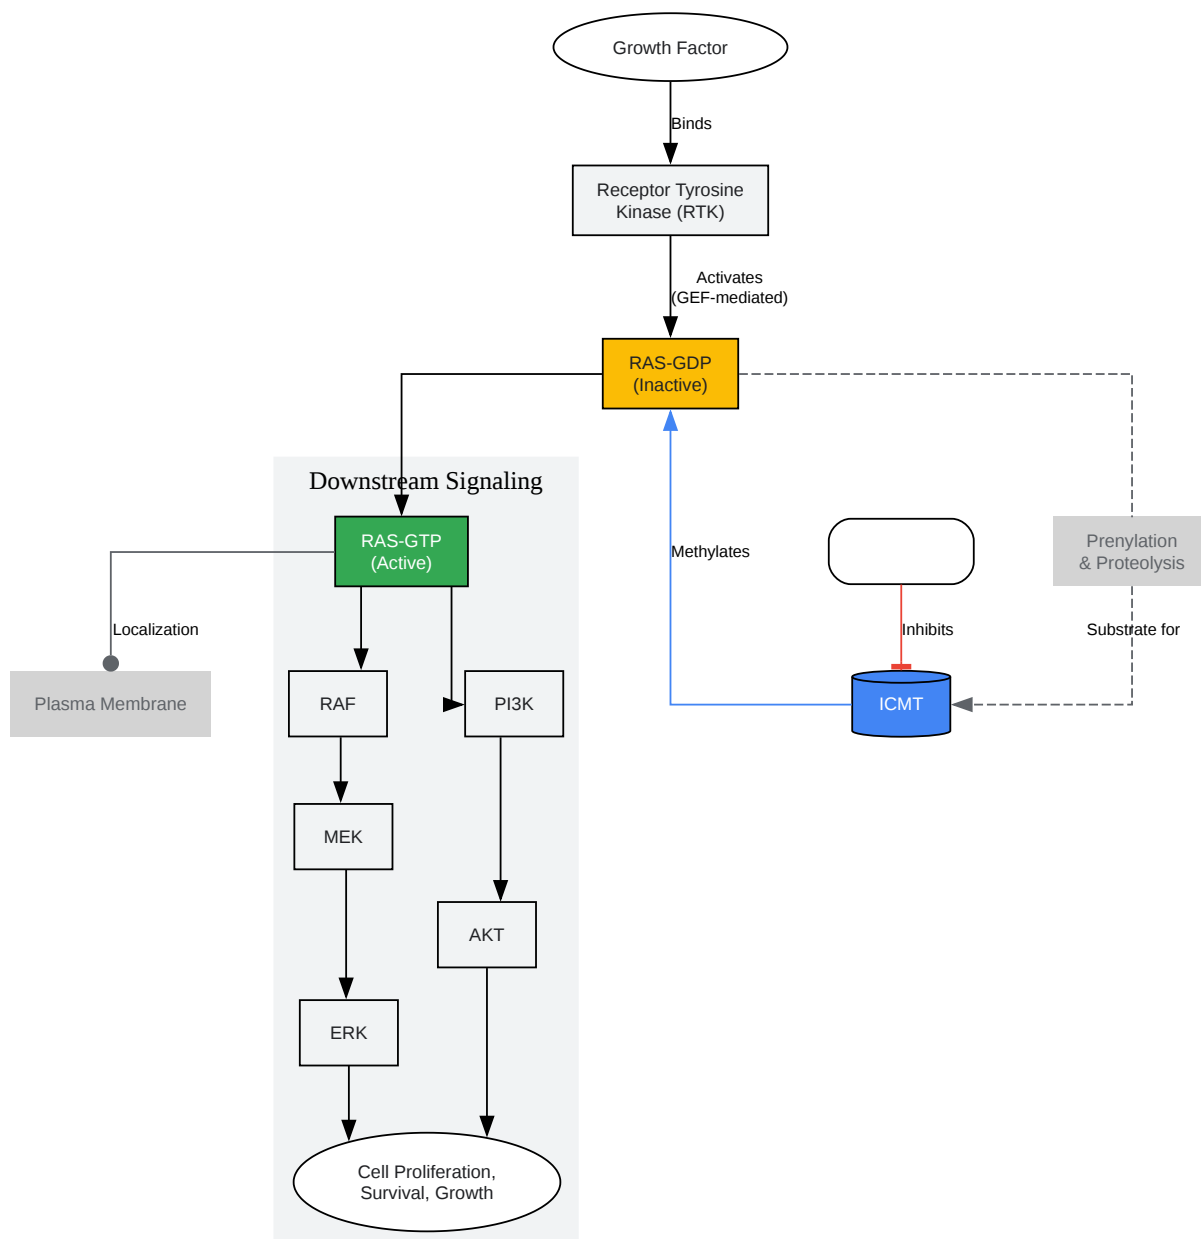 Growth Factor
Binds
Receptor Tyrosine
Kinase (RTK)
Activates
(GEF-mediated)
RAS-GDP
(Inactive)
Downstream Signaling
RAS-GTP
(Active)
Methylates
Prenylation
& Proteolysis
Localization
Inhibits
Substrate for
Plasma Membrane
RAF
PI3K
ICMT
MEK
AKT
ERK
Cell Proliferation,
Survival, Growth